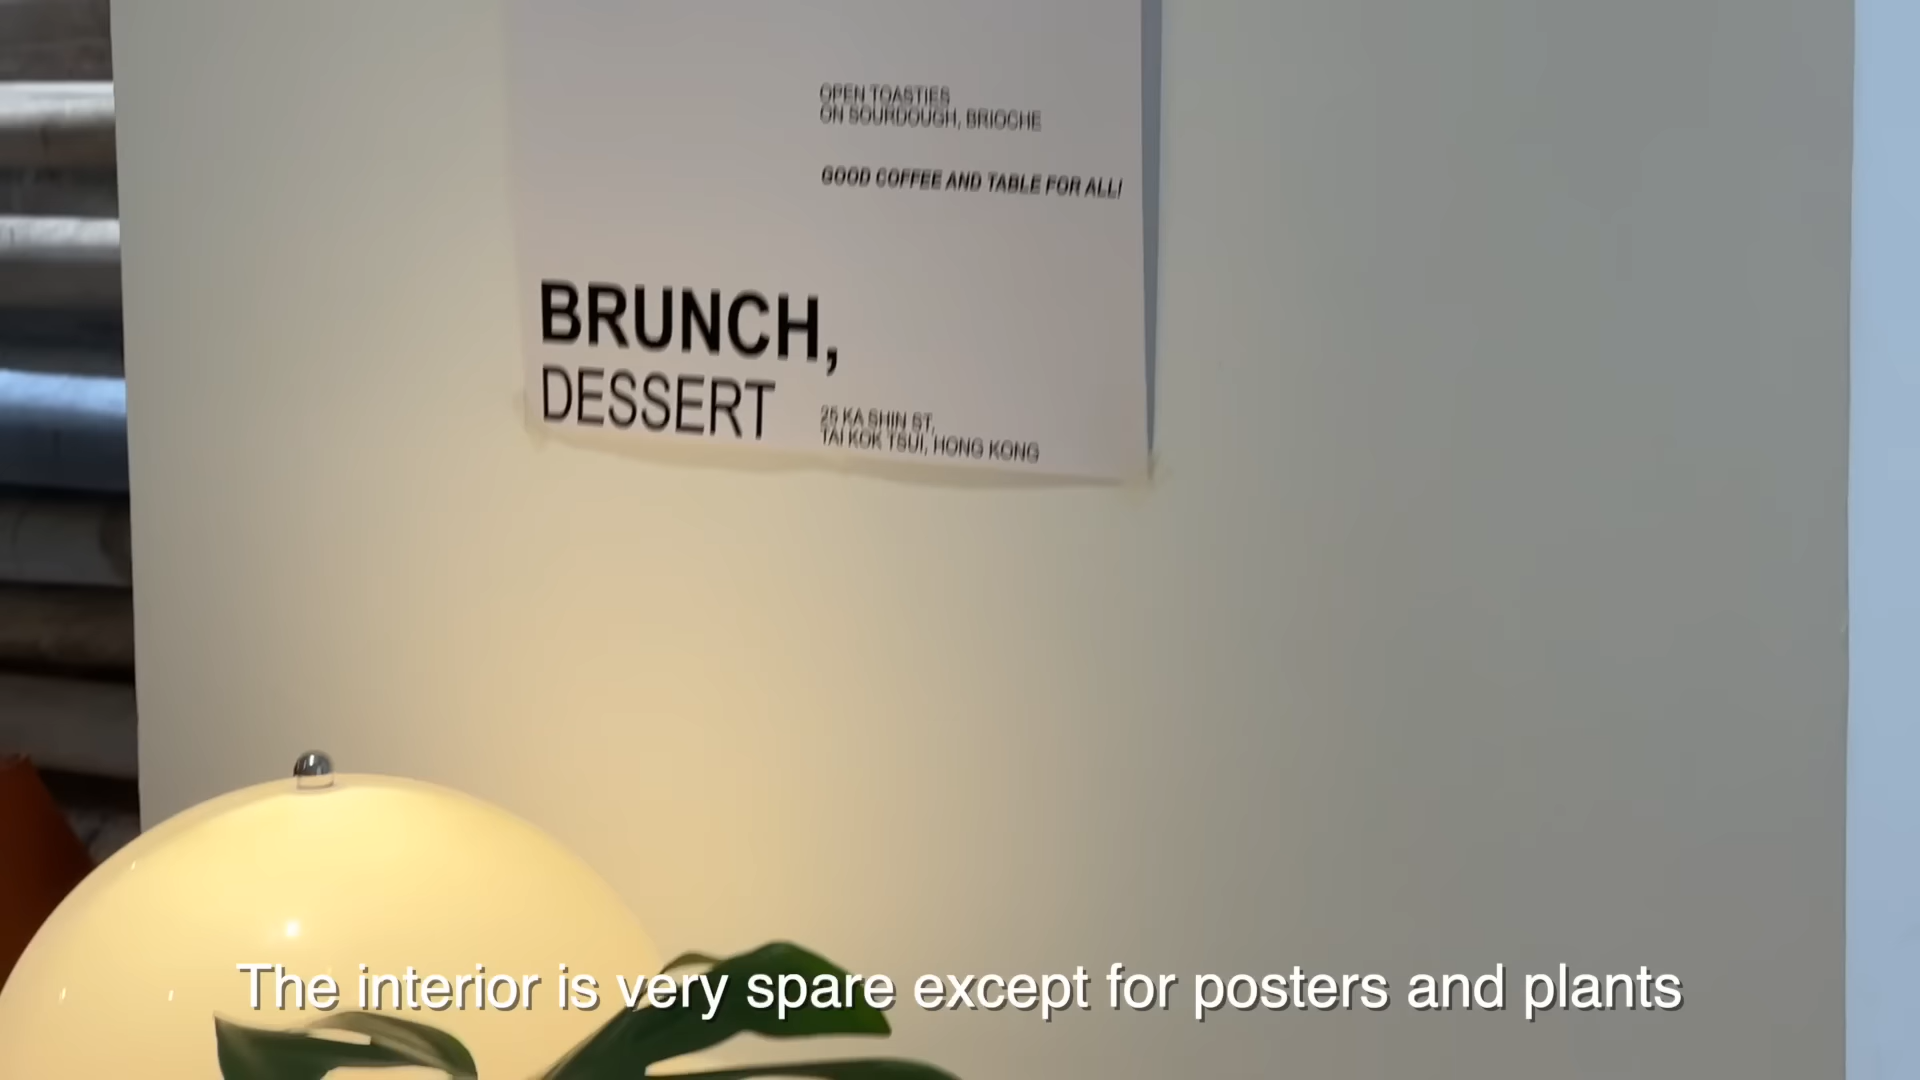 OPEN TOASTIES
ON SOURDOUGH, BRIOCHE
GOOD COFFEE AND TABLE FOR ALL!
BRUNCH,
DESSERT
25 KA SHIN ST,
TAI KOK TSUI, HONG KONG
The interior is very spare except for posters and plants